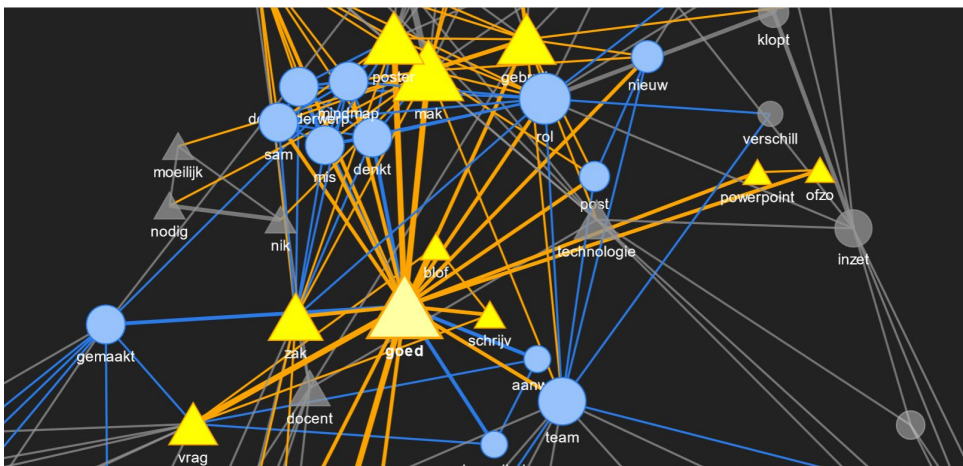 klopt
poster
gebr
nieuw
mindmap
mak
rol
verschill
sam
mis
denkt
moeilijk
powerpoint
ofzo
post
nodig
nik
technologie
inzet
blof
schrijv
goed
zak
gemaakt
aanw
docent
team
vrag